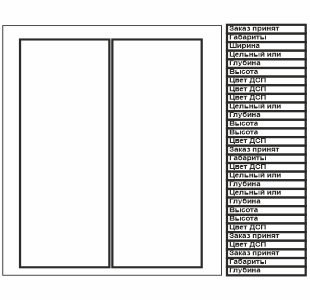 Заказ принят
Габариты
Ширина
Цельный или
Глубина
Высота
Цвет ДСП
Цвет ДСП
Цвет ДСП
Цельный или
Глубина
Высота
Высота
Цвет ДСП
Заказ принят
Габариты
Цвет ДСП
Цельный или
Глубина
Цельный или
Глубина
Высота
Высота
Цвет ДСП
Заказ принят
Цвет ДСП
Заказ принят
Габариты
Глубина